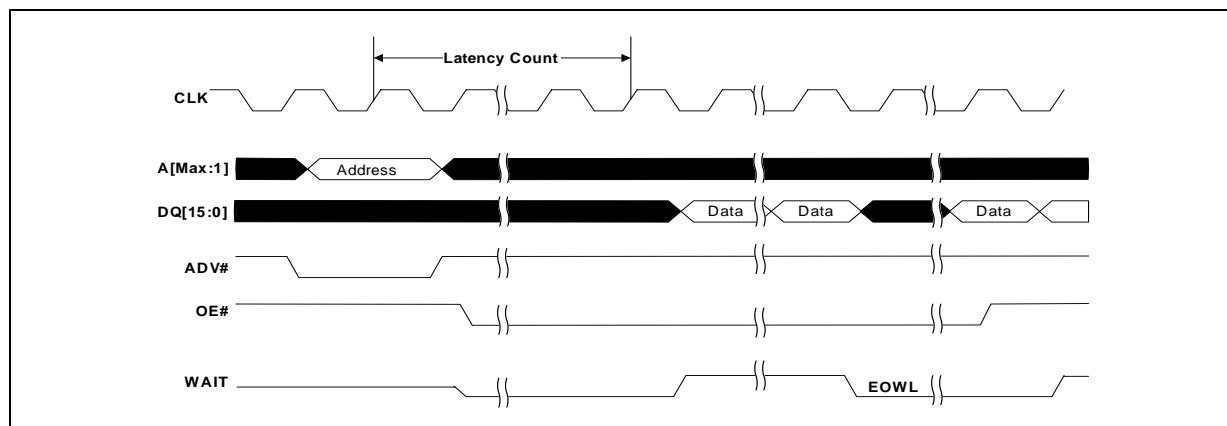 Latency Count
CLK
A[Max:1]
Address
DQ[15:0]
Data
Data
Data
ADV#
OE#
WAIT
EOWL